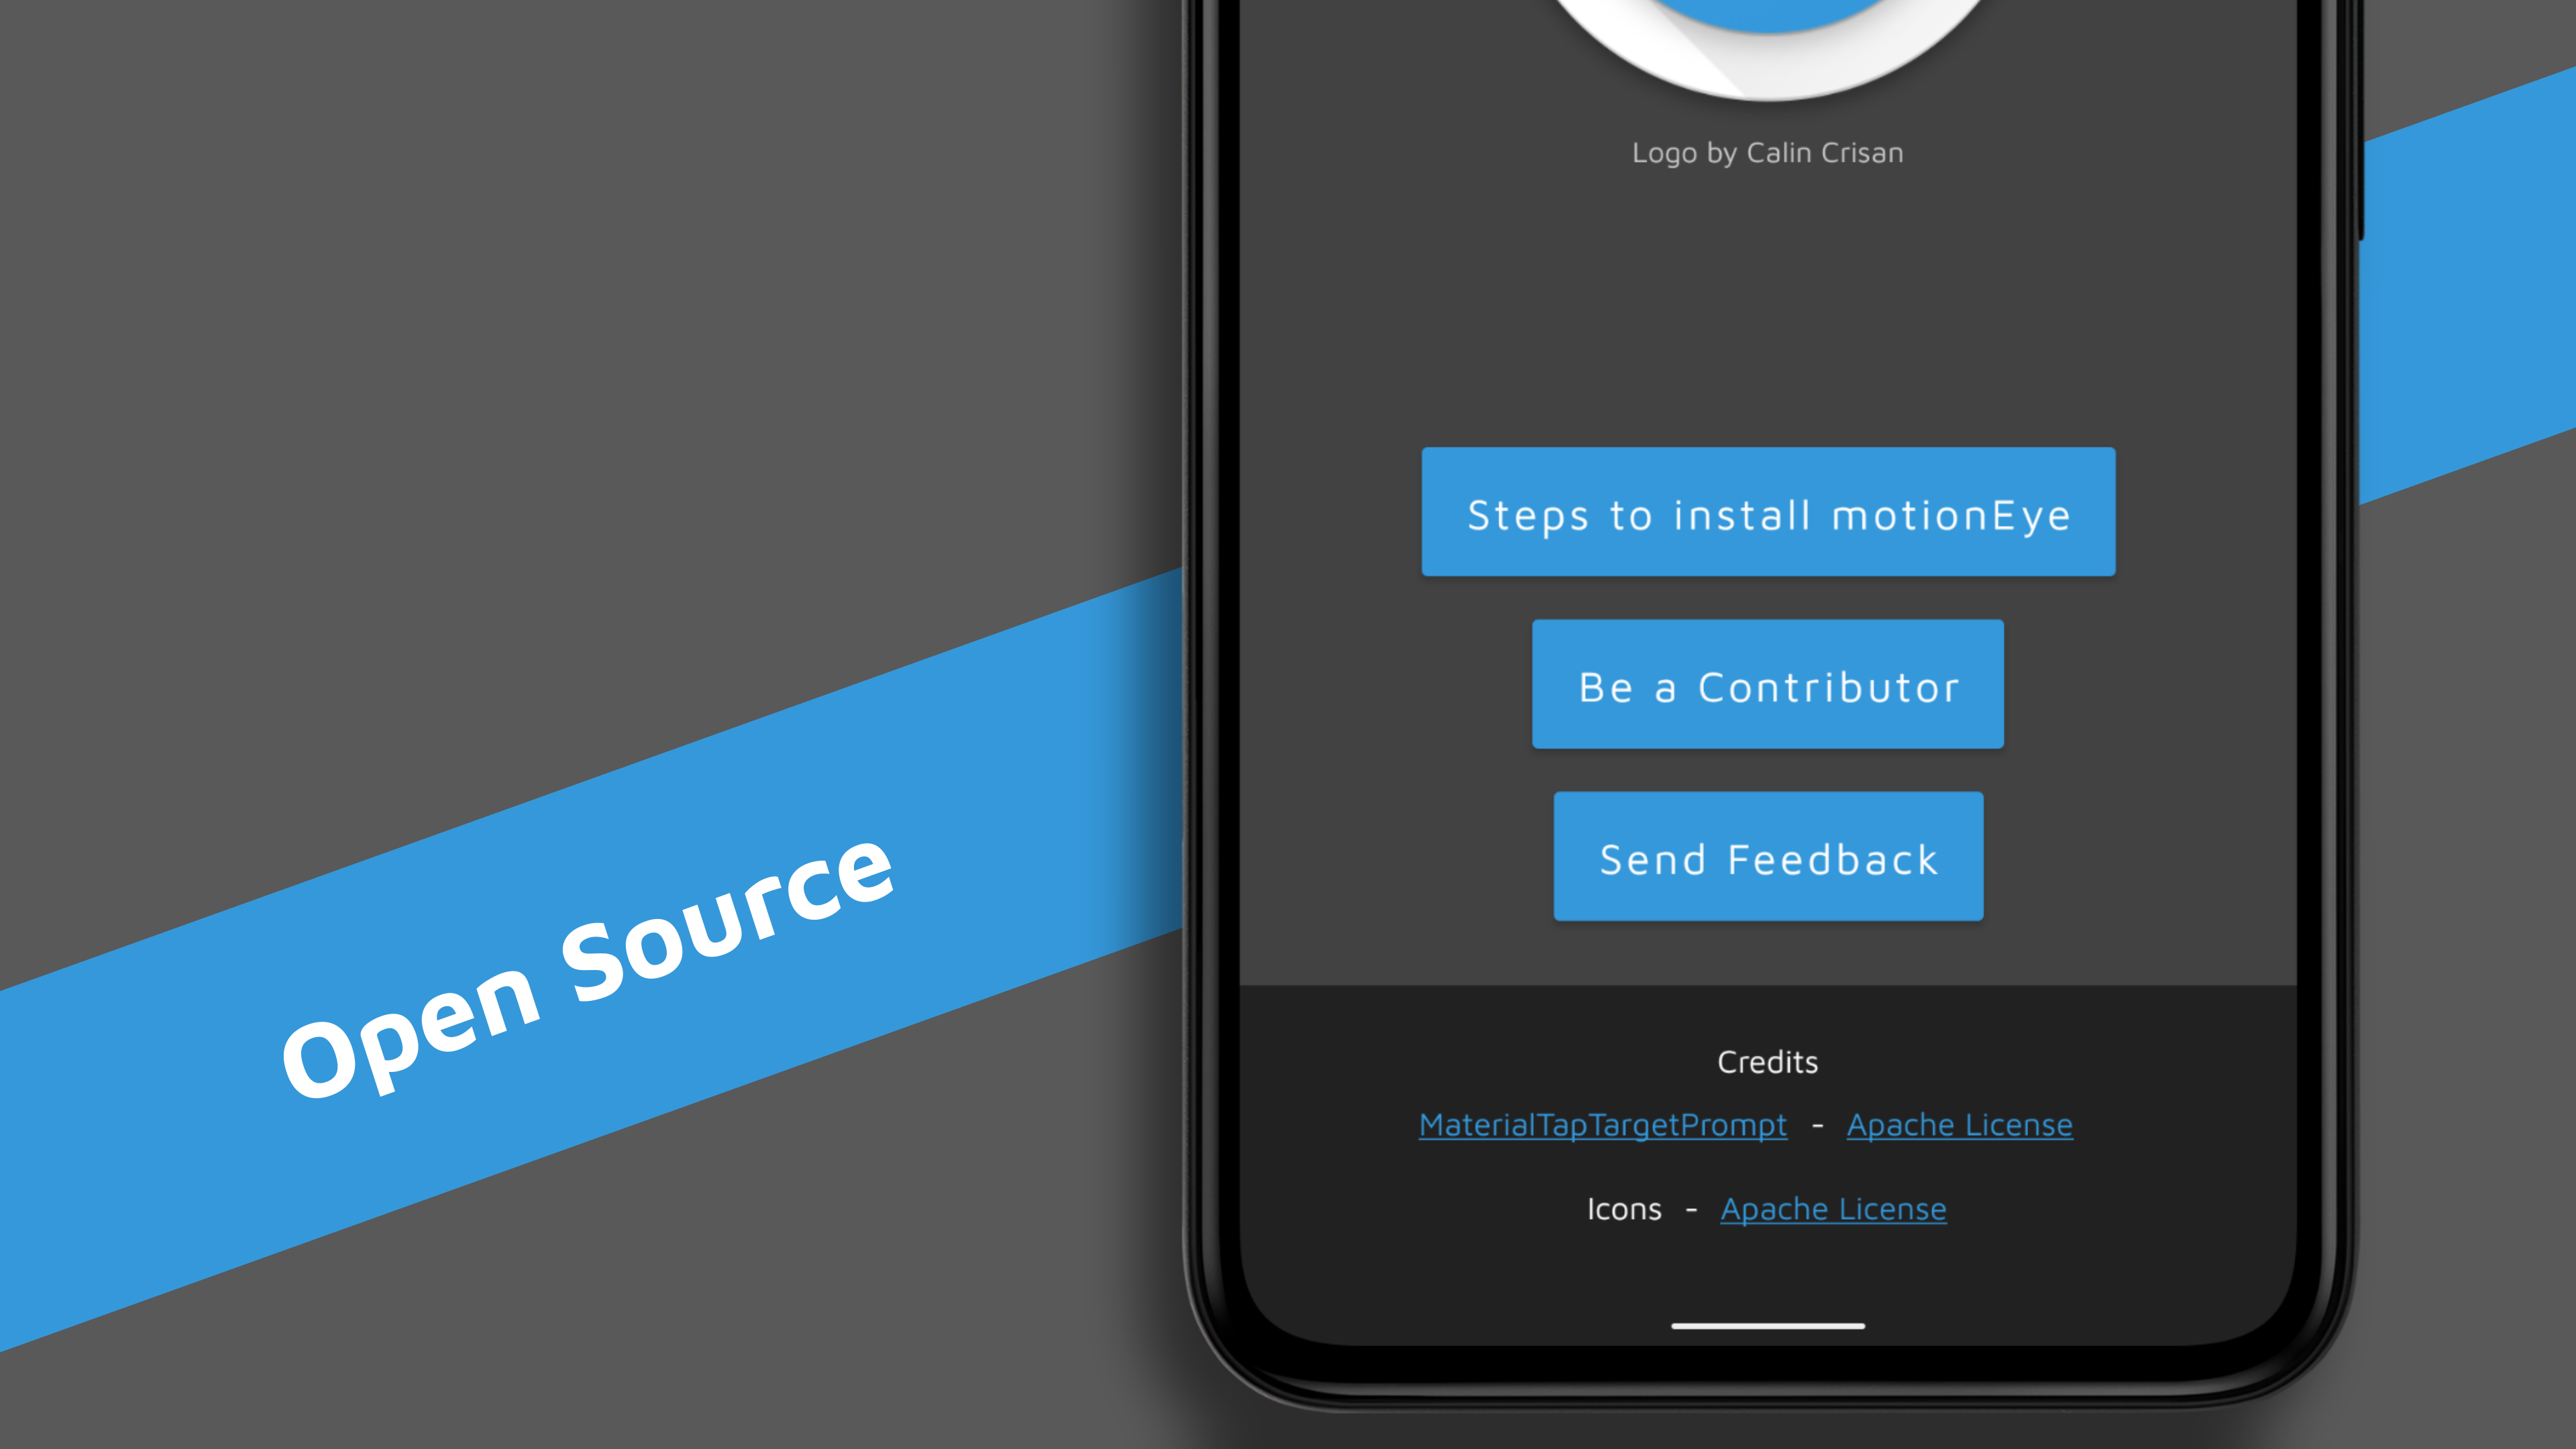 Logo by Calin Crisan
Steps to install motionEye
Be a Contributor
Send Feedback
Open Source
Credits
MaterialTapTargetPrompt - Apache License
Icons - Apache License